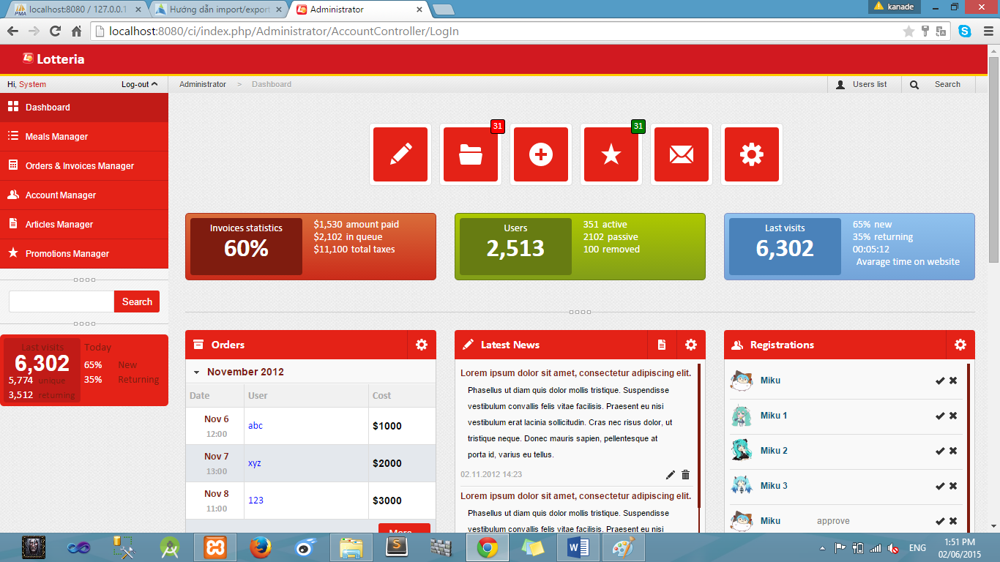 localhost:8080 / 127.0.0.1
Hướng dẫn import/export
Administrator
kanade
localhost:8080/ci/index.php/Administrator/AccountController/LogIn
Lotteria
Hi, System
Log-out
Administrator > Dashboard
Users list
Search
Dashboard
Meals Manager
Orders & Invoices Manager
Account Manager
Articles Manager
Promotions Manager
Search
Last visits
6,302
5,774 unique
3,512 returning
Today
65% New
35% Returning
31
31
Invoices statistics
60%
$1,530 amount paid
$2,102 in queue
$11,100 total taxes
Users
2,513
351 active
2102 passive
100 removed
Last visits
6,302
65% new
35% returning
00:05:12
Avarage time on website
Orders
November 2012
Date User Cost
Nov 6
12:00
abc
$1000
Nov 7
13:00
xyz
$2000
Nov 8
11:00
123
$3000
More
Latest News
Lorem ipsum dolor sit amet, consectetur adipiscing elit.
Phasellus ut diam quis dolor mollis tristique. Suspendisse
vestibulum convallis felis vitae facilisis. Praesent eu nisi
vestibulum erat lacinia sollicitudin. Cras nec risus dolor, ut
tristique neque. Donec mauris sapien, pellentesque at
porta id, varius eu tellus.
02.11.2012 14:23
Lorem ipsum dolor sit amet, consectetur adipiscing elit.
Phasellus ut diam quis dolor mollis tristique. Suspendisse
vestibulum convallis felis vitae facilisis. Praesent eu nisi
Registrations
Miku
Miku 1
Miku 2
Miku 3
Miku approve
ENG
1:51 PM
02/06/2015